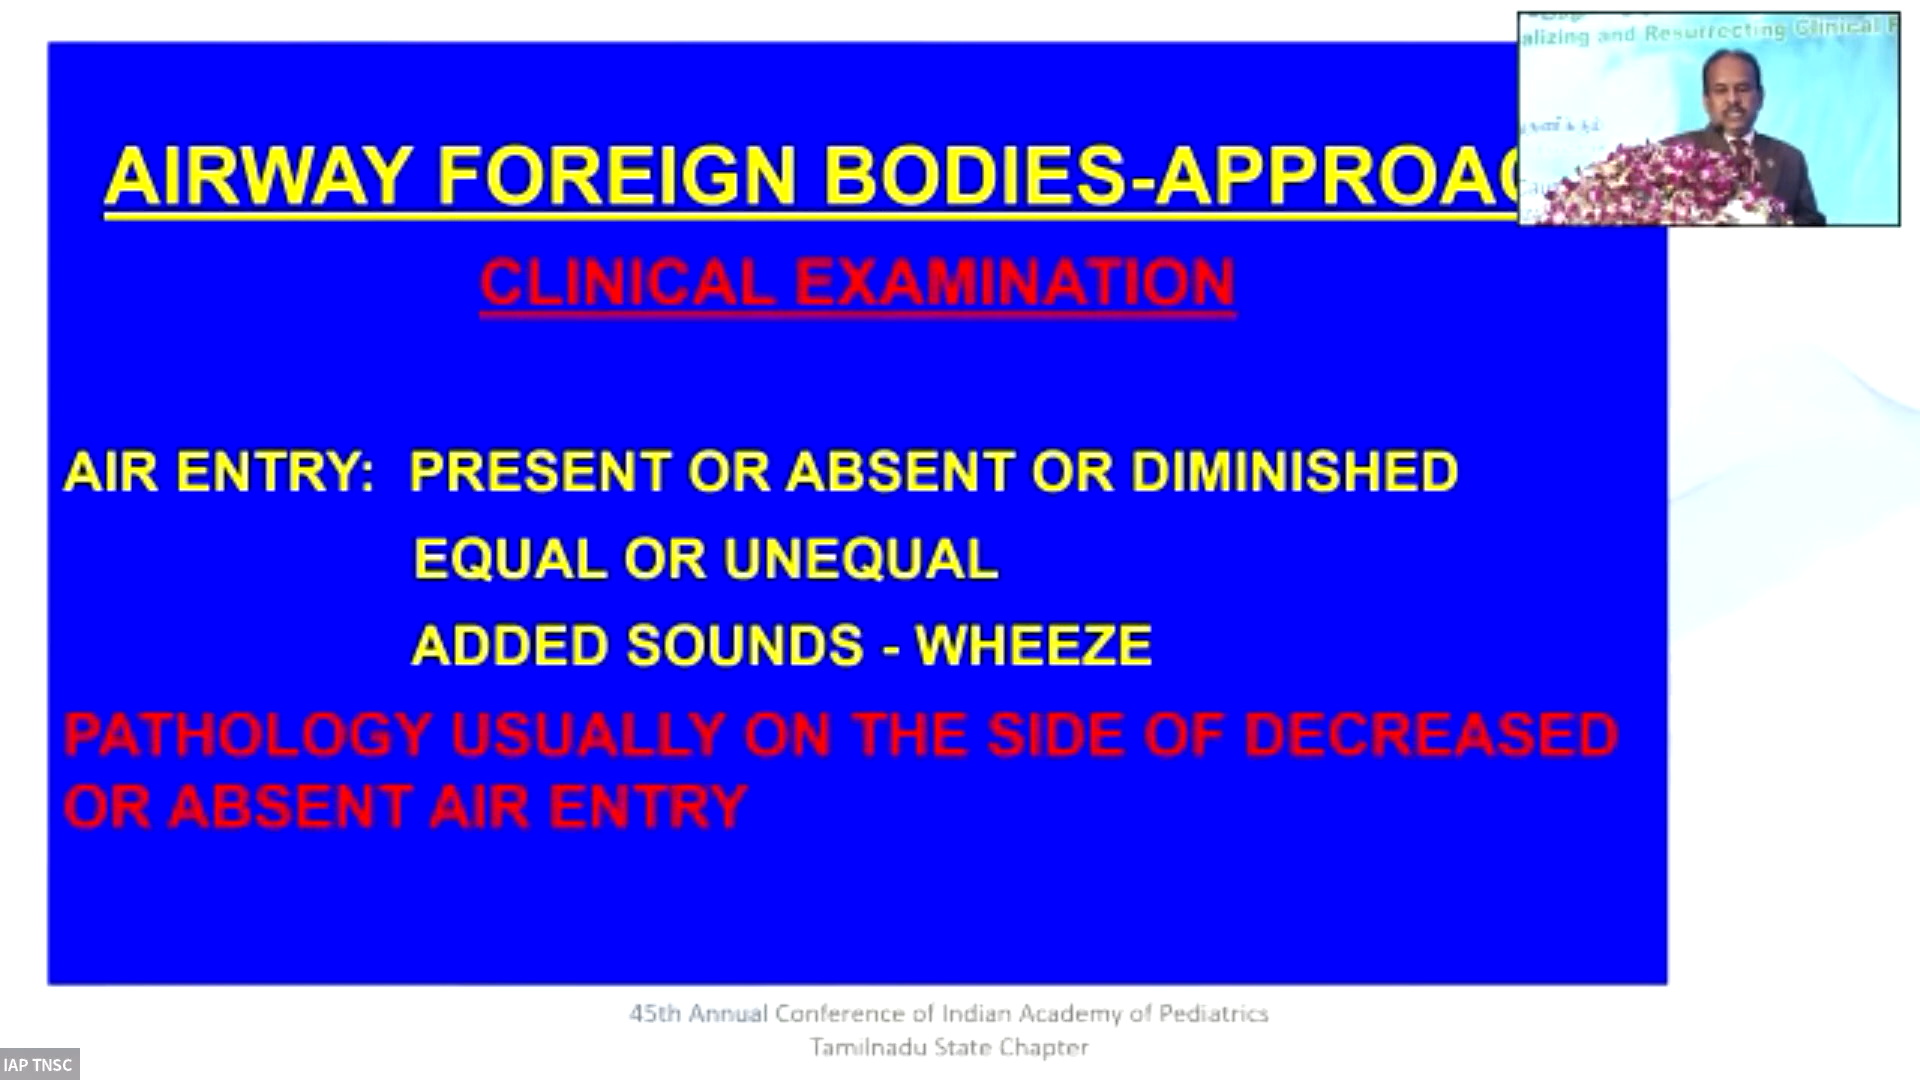 alizing and Resurrecting Clinical
AIRWAY FOREIGN BODIES-APPROAC
CLINICAL EXAMINATION
AIR ENTRY: PRESENT OR ABSENT OR DIMINISHED
EQUAL OR UNEQUAL
ADDED SOUNDS - WHEEZE
PATHOLOGY USUALLY ON THE SIDE OF DECREASED
OR ABSENT AIR ENTRY
45th Annual Conference of Indian Academy of Pediatrics
Tamilnadu State Chapter
IAP TNSC